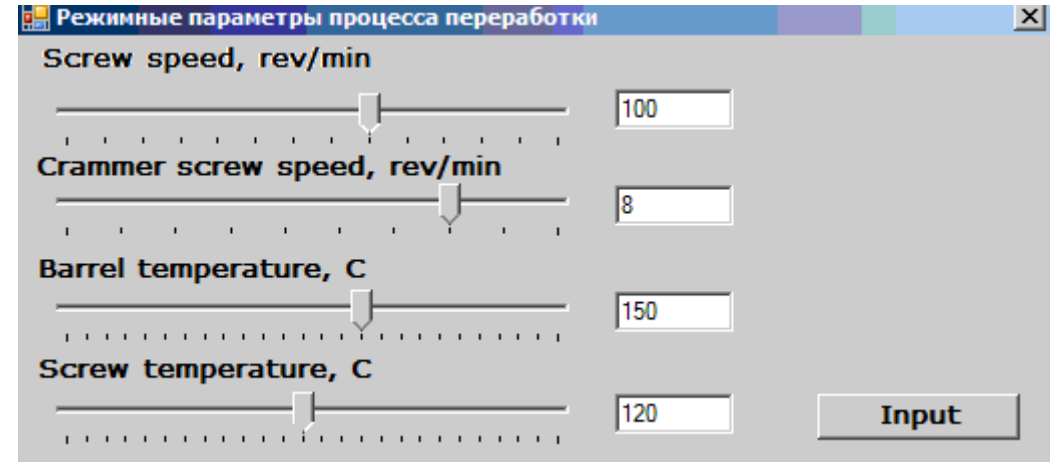 Режимные параметры процесса переработки
Screw speed, rev/min
100
Crammer screw speed, rev/min
8
Barrel temperature, C
150
Screw temperature, C
120
Input